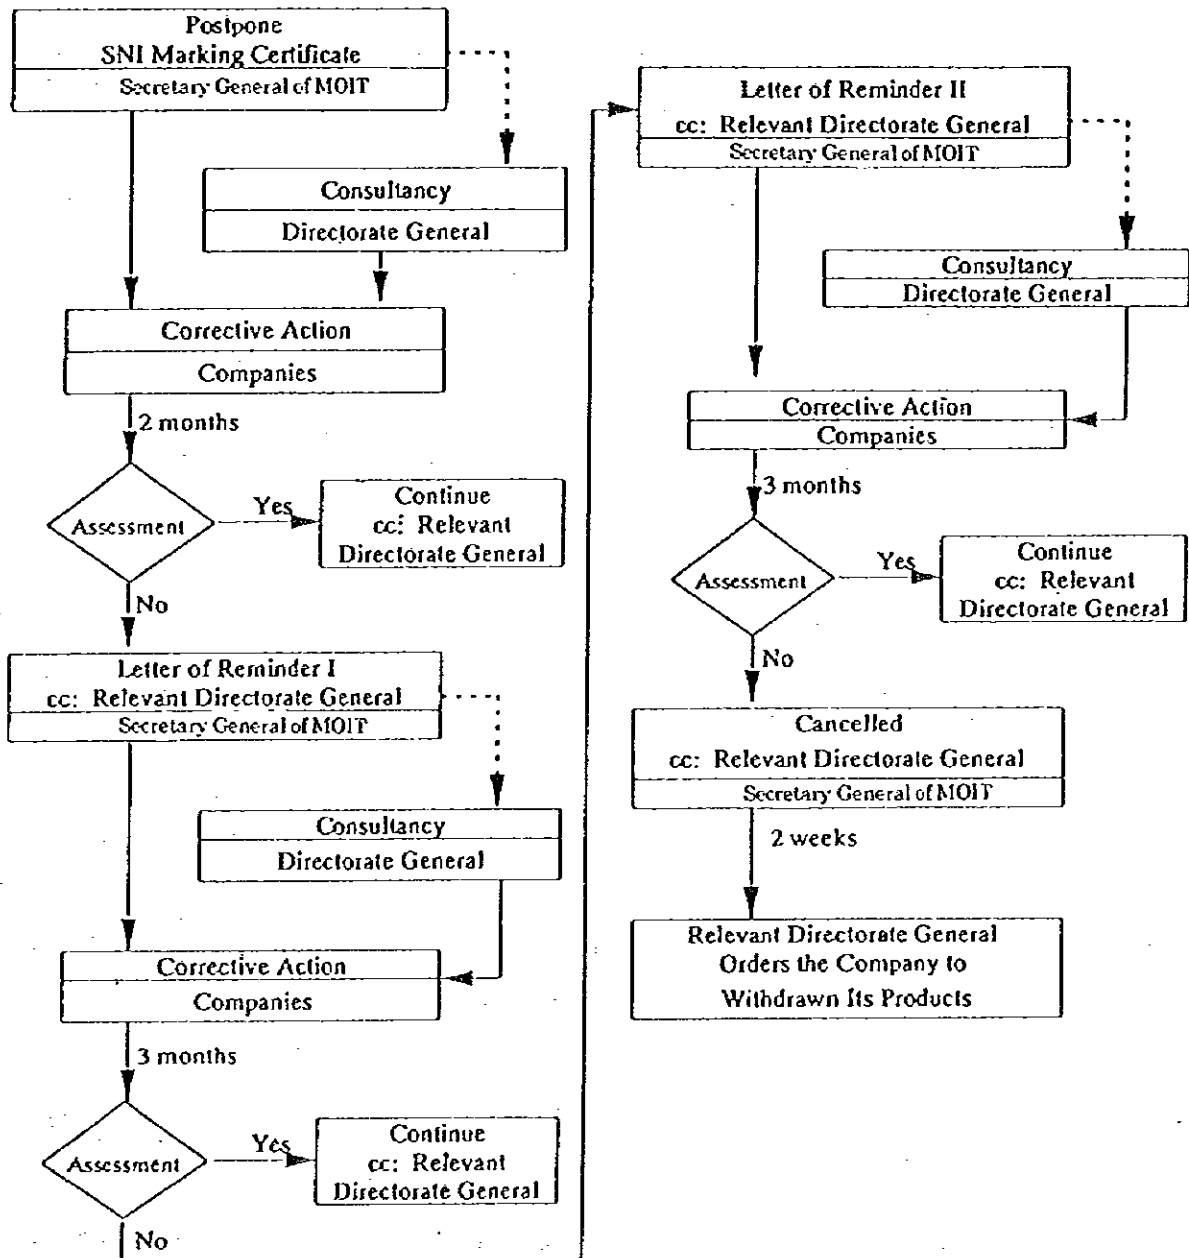 Postpone
SNI Marking Certificate
Secretary General of MOIT
Consultancy
Directorate General
Corrective Action
Companies
2 months
Assessment
Yes
Continue
cc: Relevant
Directorate General
No
Letter of Reminder I
cc: Relevant Directorate General
Secretary General of MOIT
Consultancy
Directorate General
Corrective Action
Companies
3 months
Assessment
Yes
Continue
cc: Relevant
Directorate General
No
Letter of Reminder II
cc: Relevant Directorate General
Secretary General of MOIT
Consultancy
Directorate General
Corrective Action
Companies
3 months
Assessment
Yes
Continue
cc: Relevant
Directorate General
No
Cancelled
cc: Relevant Directorate General
Secretary General of MOIT
2 weeks
Relevant Directorate General
Orders the Company to
Withdrawn Its Products